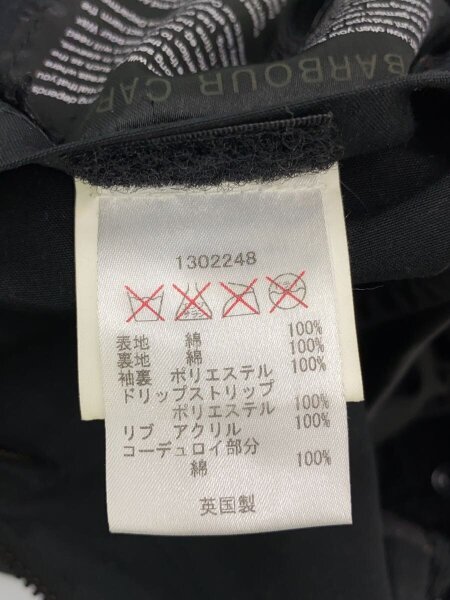 BARBOUR CAR
1302248
表地 綿 100%
裏地 綿 100%
袖裏 ポリエステル 100%
ドリップストリップ
ポリエステル 100%
リブ アクリル 100%
コーデュロイ部分
綿 100%
英国製